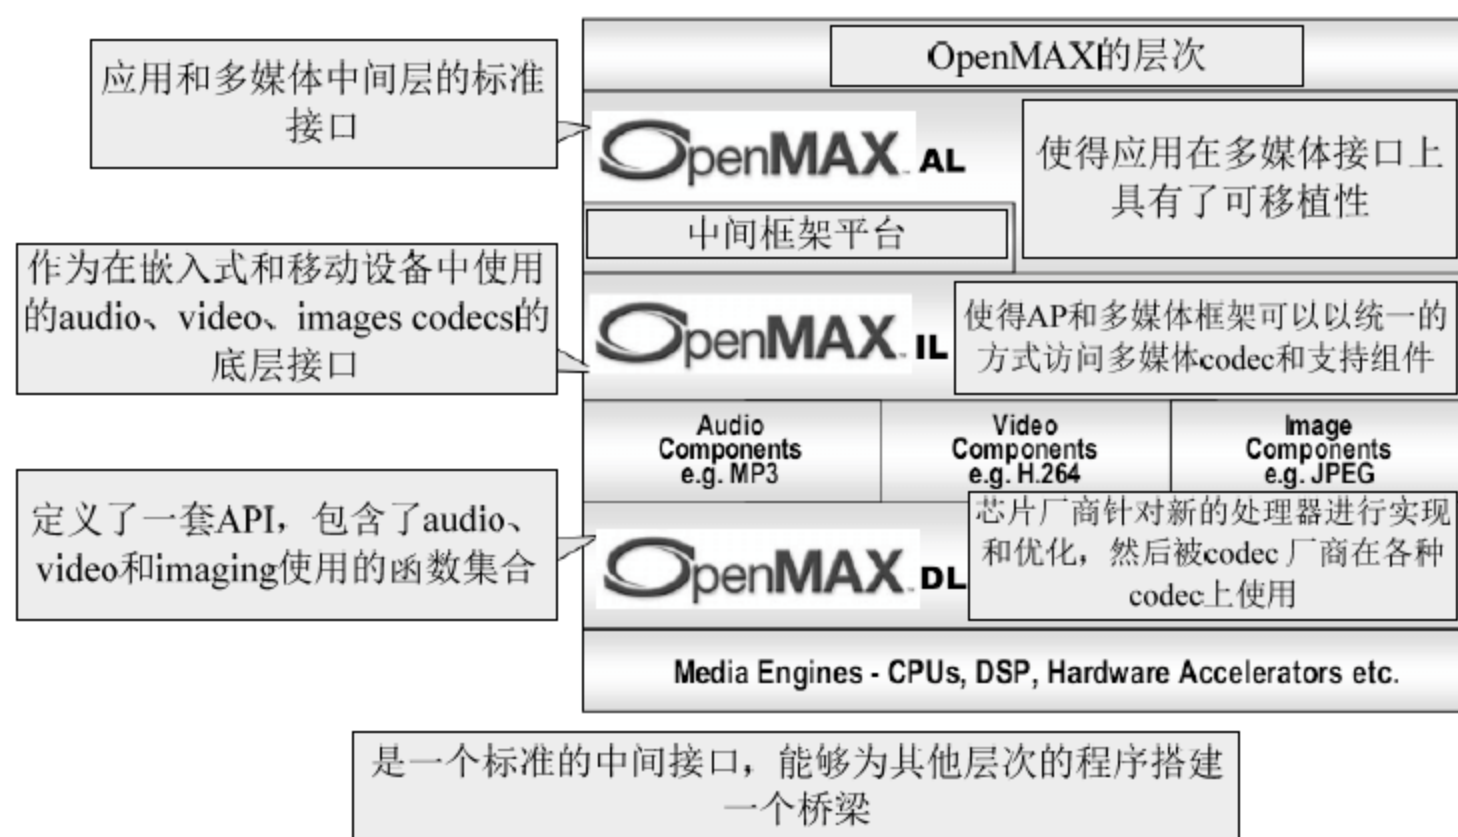 OpenMAX的层次
应用和多媒体中间层的标准
接口
OpenMAX AL
使得应用在多媒体接口上
具有了可移植性
中间框架平台
作为在嵌入式和移动设备中使用
的audio、video、images codecs的
底层接口
OpenMAX IL
使得AP和多媒体框架可以以统一的
方式访问多媒体codec和支持组件
Audio
Components
e.g. MP3
Video
Components
e.g. H.264
Image
Components
e.g. JPEG
定义了一套API，包含了audio、
video和imaging使用的函数集合
OpenMAX DL
芯片厂商针对新的处理器进行实现
和优化，然后被codec 厂商在各种
codec上使用
Media Engines - CPUs, DSP, Hardware Accelerators etc.
是一个标准的中间接口，能够为其他层次的程序搭建
一个桥梁